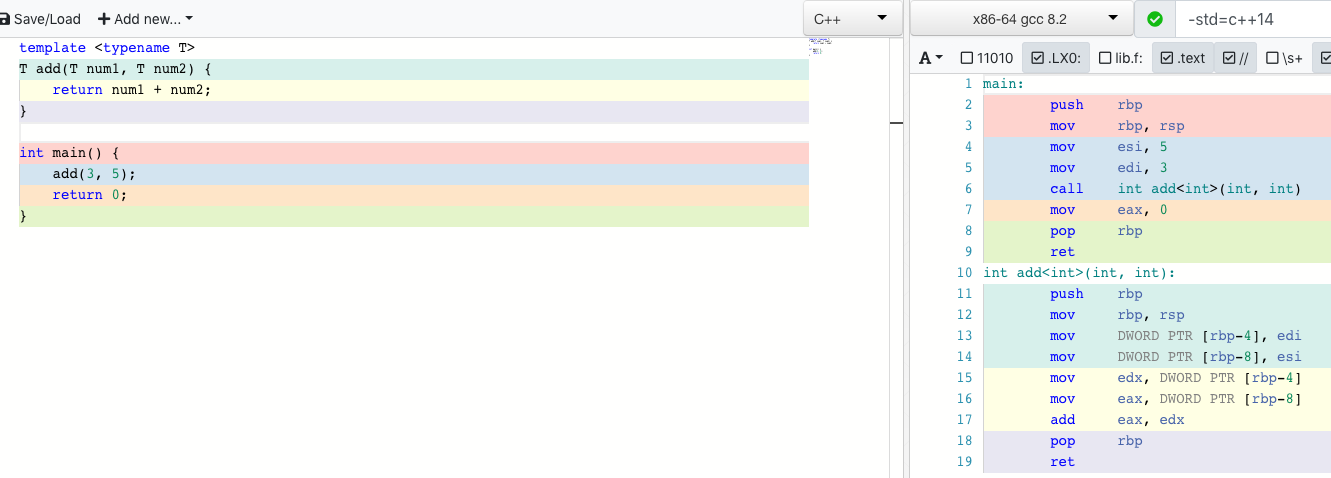 Save/Load + Add new... C++ x86-64 gcc 8.2 -std=c++14
A 11010 .LX0: lib.f: .text // \s+
template <typename T>
T add(T num1, T num2) {
    return num1 + num2;
}
int main() {
    add(3, 5);
    return 0;
}
1 main:
2 push rbp
3 mov rbp, rsp
4 mov esi, 5
5 mov edi, 3
6 call int add<int>(int, int)
7 mov eax, 0
8 pop rbp
9 ret
10 int add<int>(int, int):
11 push rbp
12 mov rbp, rsp
13 mov DWORD PTR [rbp-4], edi
14 mov DWORD PTR [rbp-8], esi
15 mov edx, DWORD PTR [rbp-4]
16 mov eax, DWORD PTR [rbp-8]
17 add eax, edx
18 pop rbp
19 ret